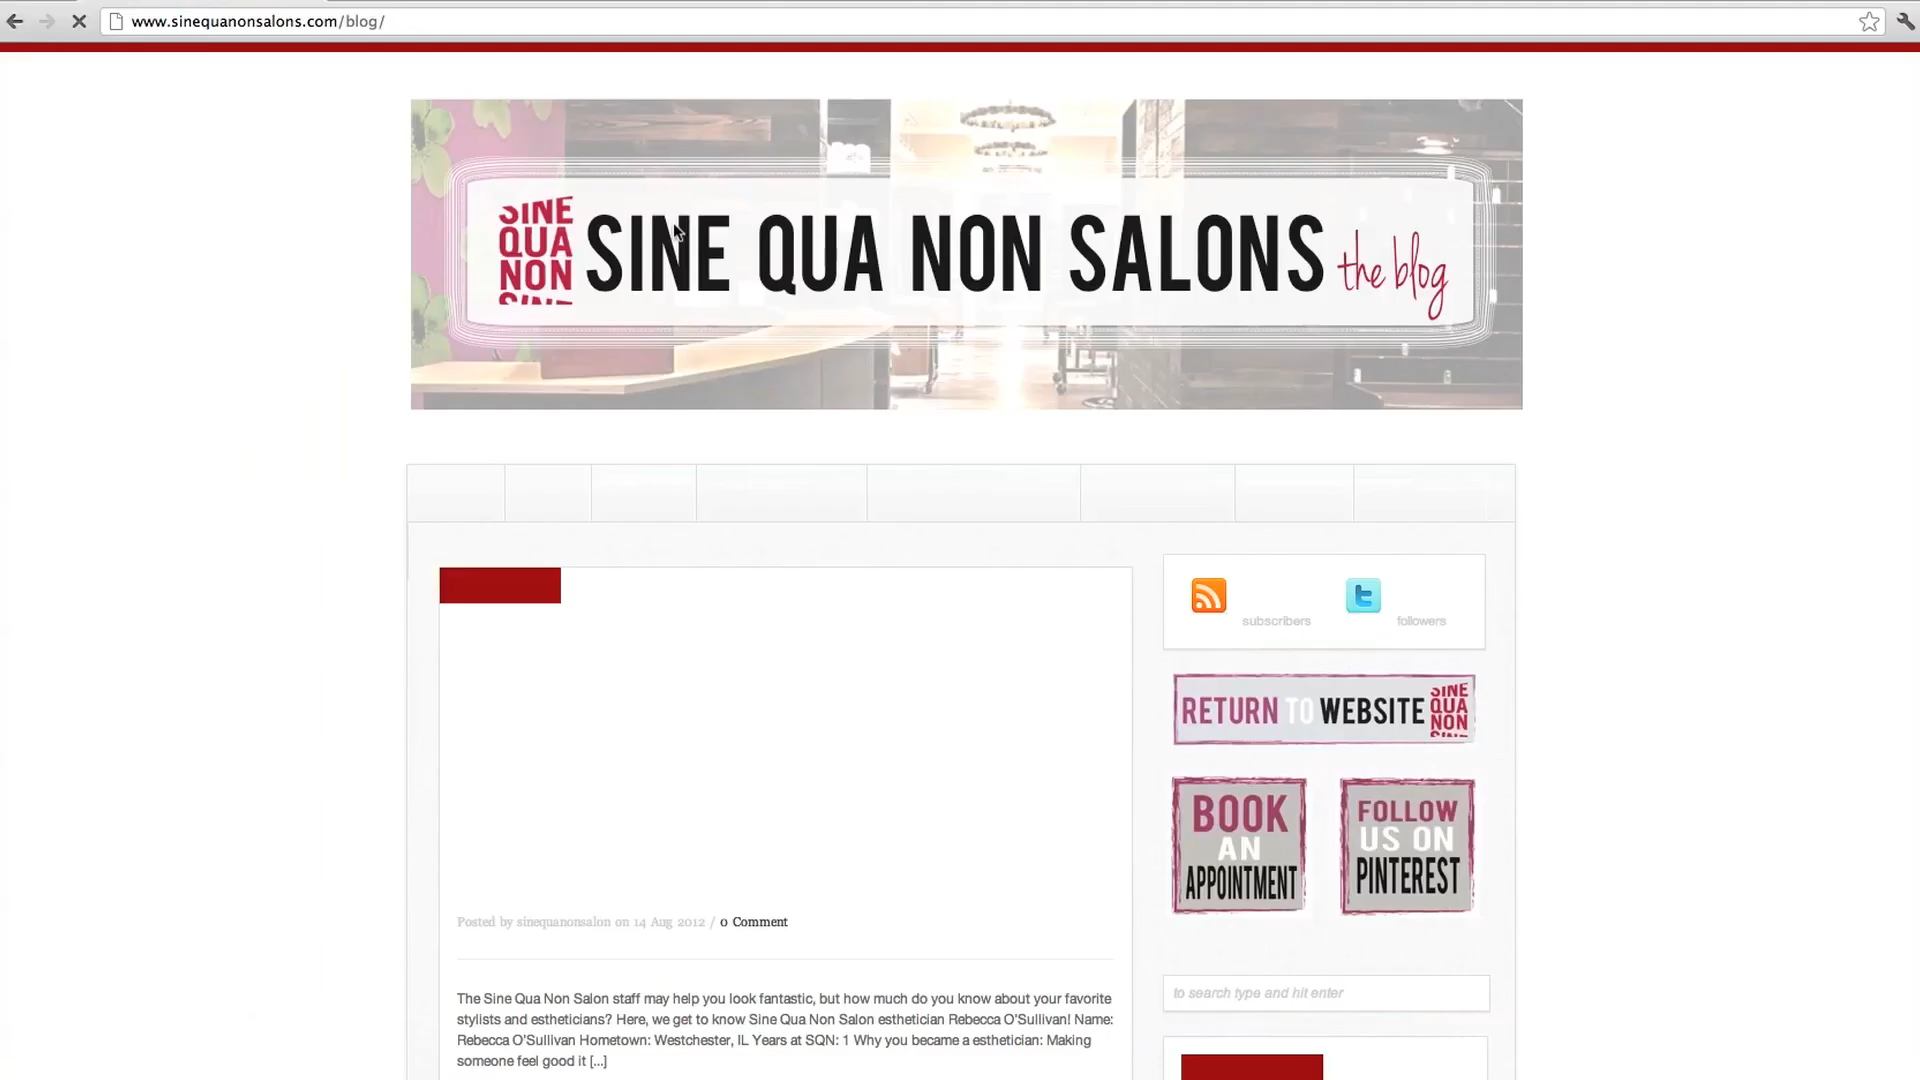 www.sinequanonsalons.com/blog/
SINE
QUA
NON
SINE
SINE QUA NON SALONS the blog
subscribers
followers
RETURN TO WEBSITE
SINE
QUA
NON
SINE
BOOK
AN
APPOINTMENT
FOLLOW
US ON
PINTEREST
Posted by sinequanonsalon on 14 Aug 2012 / 0 Comment
to search type and hit enter
The Sine Qua Non Salon staff may help you look fantastic, but how much do you know about your favorite
stylists and estheticians? Here, we get to know Sine Qua Non Salon esthetician Rebecca O'Sullivan! Name:
Rebecca O'Sullivan Hometown: Westchester, IL Years at SQN: 1 Why you became a esthetician: Making
someone feel good it [...]